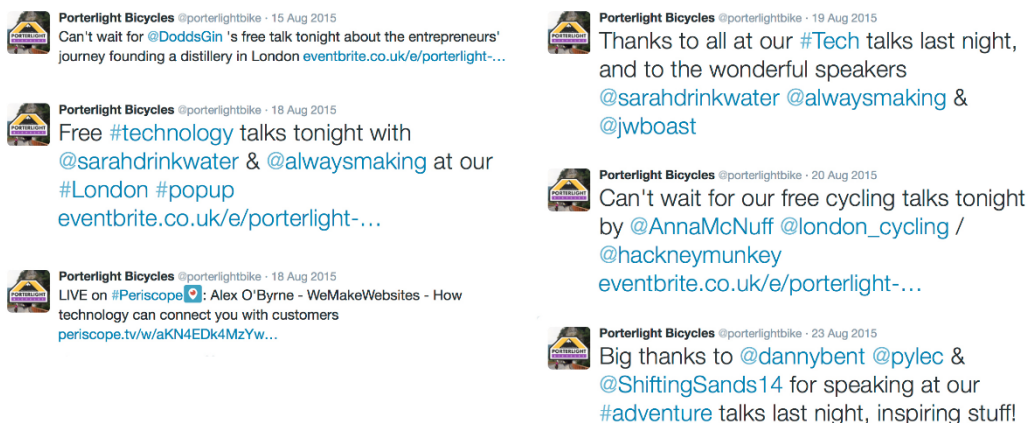 Porterlight Bicycles @porterlightbike · 15 Aug 2015
Can't wait for @DoddsGin 's free talk tonight about the entrepreneurs'
journey founding a distillery in London eventbrite.co.uk/e/porterlight-…
PORTERLIGHT
Porterlight Bicycles @porterlightbike · 18 Aug 2015
Free #technology talks tonight with
@sarahdrinkwater & @alwaysmaking at our
#London #popup
eventbrite.co.uk/e/porterlight-…
PORTERLIGHT
Porterlight Bicycles @porterlightbike · 18 Aug 2015
LIVE on #Periscope: Alex O'Byrne - WeMakeWebsites - How
technology can connect you with customers
periscope.tv/w/aKN4EDk4MzYw…
PORTERLIGHT
Porterlight Bicycles @porterlightbike · 19 Aug 2015
Thanks to all at our #Tech talks last night,
and to the wonderful speakers
@sarahdrinkwater @alwaysmaking &
@jwboast
PORTERLIGHT
Porterlight Bicycles @porterlightbike · 20 Aug 2015
Can't wait for our free cycling talks tonight
by @AnnaMcNuff @london_cycling /
@hackneymunkey
eventbrite.co.uk/e/porterlight-…
PORTERLIGHT
Porterlight Bicycles @porterlightbike · 23 Aug 2015
Big thanks to @dannybent @pylec &
@ShiftingSands14 for speaking at our
#adventure talks last night, inspiring stuff!
PORTERLIGHT